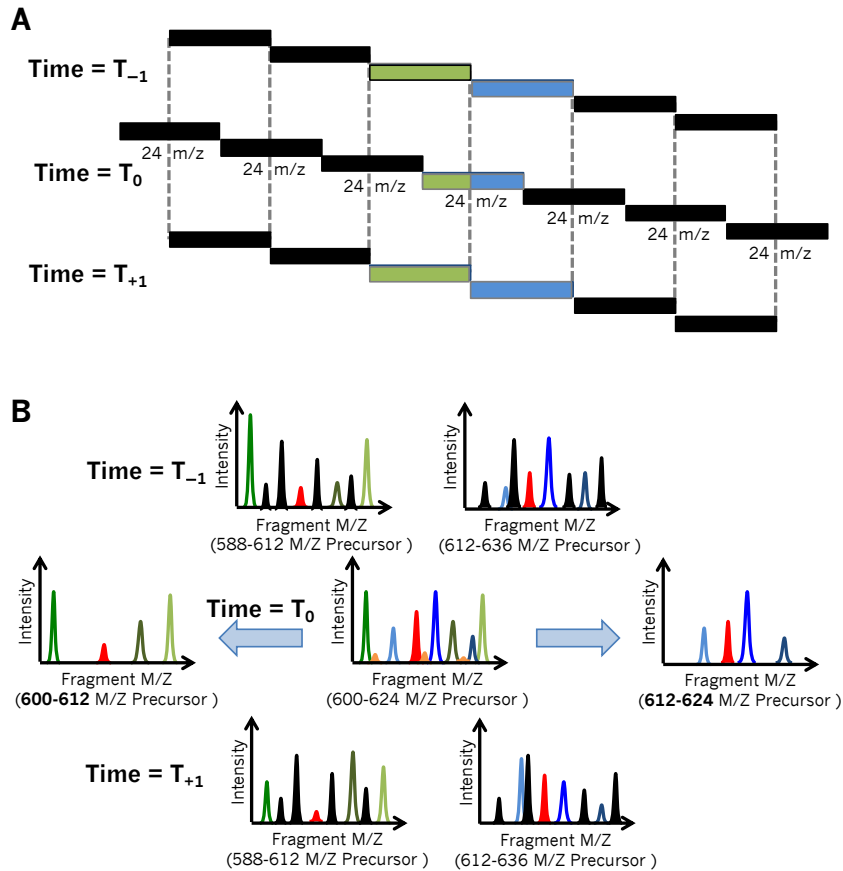 A
Time = T–1
24 m/z
24 m/z
24 m/z
Time = T0
24 m/z
24 m/z
24 m/z
24 m/z
Time = T+1
B
Time = T–1
Intensity
Fragment M/Z
(588-612 M/Z Precursor )
Intensity
Fragment M/Z
(612-636 M/Z Precursor )
Time = T0
Intensity
Fragment M/Z
(600-612 M/Z Precursor )
Intensity
Fragment M/Z
(600-624 M/Z Precursor )
Intensity
Fragment M/Z
(612-624 M/Z Precursor )
Time = T+1
Intensity
Fragment M/Z
(588-612 M/Z Precursor )
Intensity
Fragment M/Z
(612-636 M/Z Precursor )